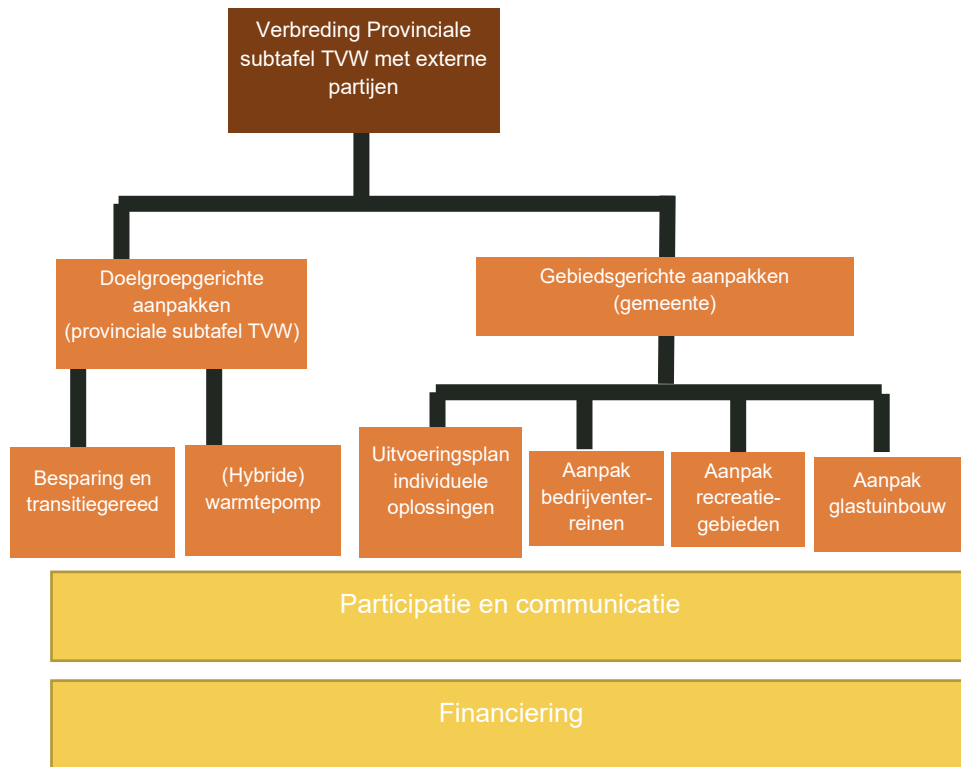 Verbreding Provinciale
subtafel TVW met externe
partijen
Doelgroepgerichte
aanpakken
(provinciale subtafel TVW)
Gebiedsgerichte aanpakken
(gemeente)
Besparing en
transitiegereed
(Hybride)
warmtepomp
Uitvoeringsplan
individuele
oplossingen
Aanpak
bedrijventer-
reinen
Aanpak
recreatie-
gebieden
Aanpak
glastuinbouw
Participatie en communicatie
Financiering